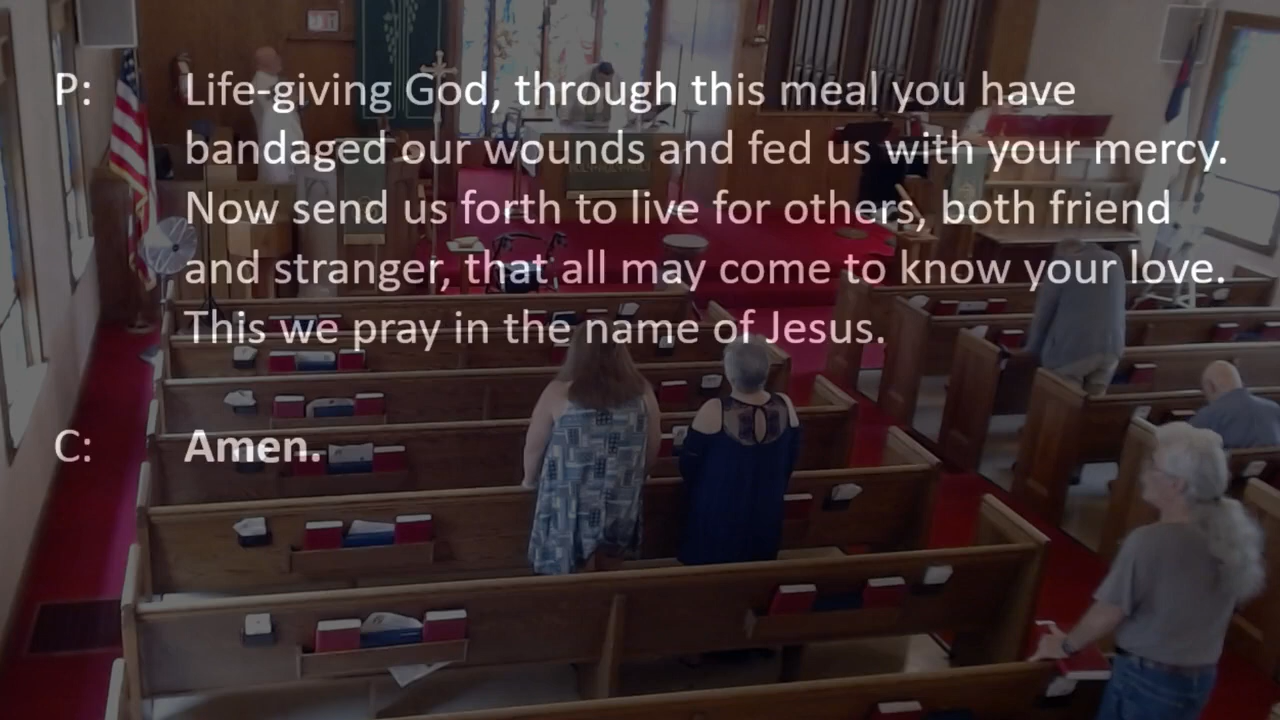 P: Life-giving God, through this meal you have
bandaged our wounds and fed us with your mercy.
Now send us forth to live for others, both friend
and stranger, that all may come to know your love.
This we pray in the name of Jesus.
C: Amen.